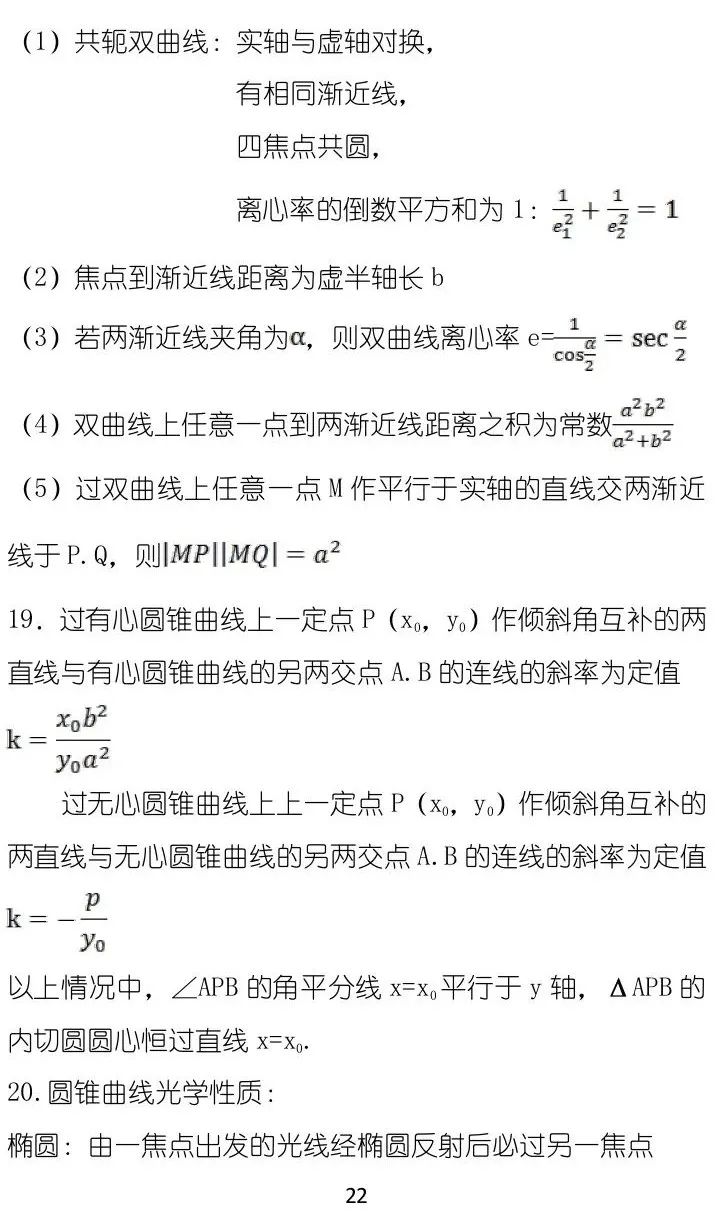 （1）共轭双曲线：实轴与虚轴对换，
有相同渐近线，
四焦点共圆，
离心率的倒数平方和为 1：$\frac{1}{e_1^2}+\frac{1}{e_2^2}=1$
（2）焦点到渐近线距离为虚半轴长 b
（3）若两渐近线夹角为α，则双曲线离心率 e=$\frac{1}{\cos\frac{α}{2}}=\sec\frac{α}{2}$
（4）双曲线上任意一点到两渐近线距离之积为常数$\frac{a^2b^2}{a^2+b^2}$
（5）过双曲线上任意一点 M 作平行于实轴的直线交两渐近
线于 P.Q，则$|MP||MQ|=a^2$
19．过有心圆锥曲线上一定点 P（x₀，y₀）作倾斜角互补的两
直线与有心圆锥曲线的另两交点 A.B 的连线的斜率为定值
$k=\frac{x_0b^2}{y_0a^2}$
过无心圆锥曲线上上一定点 P（x₀，y₀）作倾斜角互补的
两直线与无心圆锥曲线的另两交点 A.B 的连线的斜率为定值
$k=-\frac{p}{y_0}$
以上情况中，∠APB 的角平分线 x=x₀平行于 y 轴，ΔAPB 的
内切圆圆心恒过直线 x=x₀.
20.圆锥曲线光学性质：
椭圆：由一焦点出发的光线经椭圆反射后必过另一焦点
22